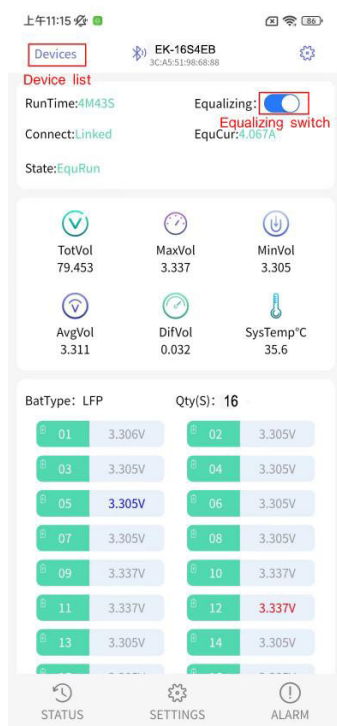 上午11:15 86
Devices EK-16S4EB
3C:A5:51:98:68:88
Device list
RunTime:4M43S Equalizing:
Equalizing switch
Connect:Linked EquCur:4.067A
State:EquRun
TotVol MaxVol MinVol
79.453 3.337 3.305
AvgVol DifVol SysTemp°C
3.311 0.032 35.6
BatType: LFP Qty(S): 16
01 3.306V 02 3.305V
03 3.305V 04 3.305V
05 3.305V 06 3.305V
07 3.305V 08 3.305V
09 3.337V 10 3.337V
11 3.337V 12 3.337V
13 3.305V 14 3.305V
STATUS SETTINGS ALARM